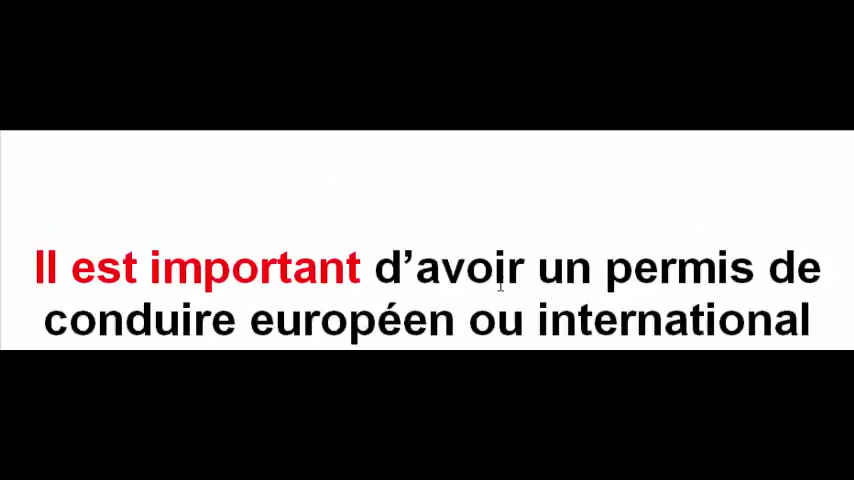 Il est important d’avoir un permis de
conduire européen ou international